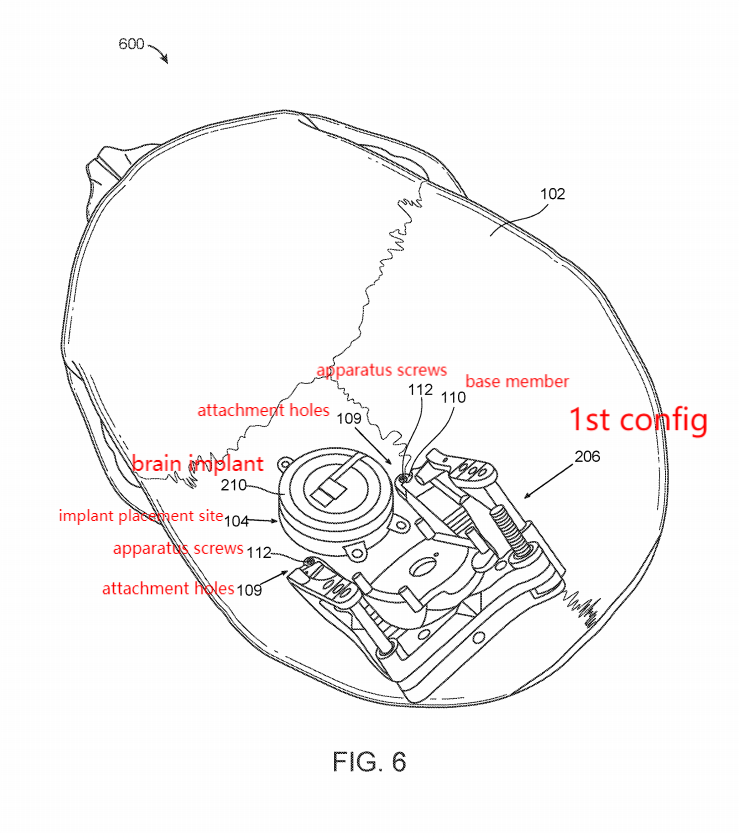 600
102
apparatus screws
base member
112 110
attachment holes 109
1st config
brain implant
206
210
implant placement site 104
apparatus screws 112
attachment holes 109
FIG. 6